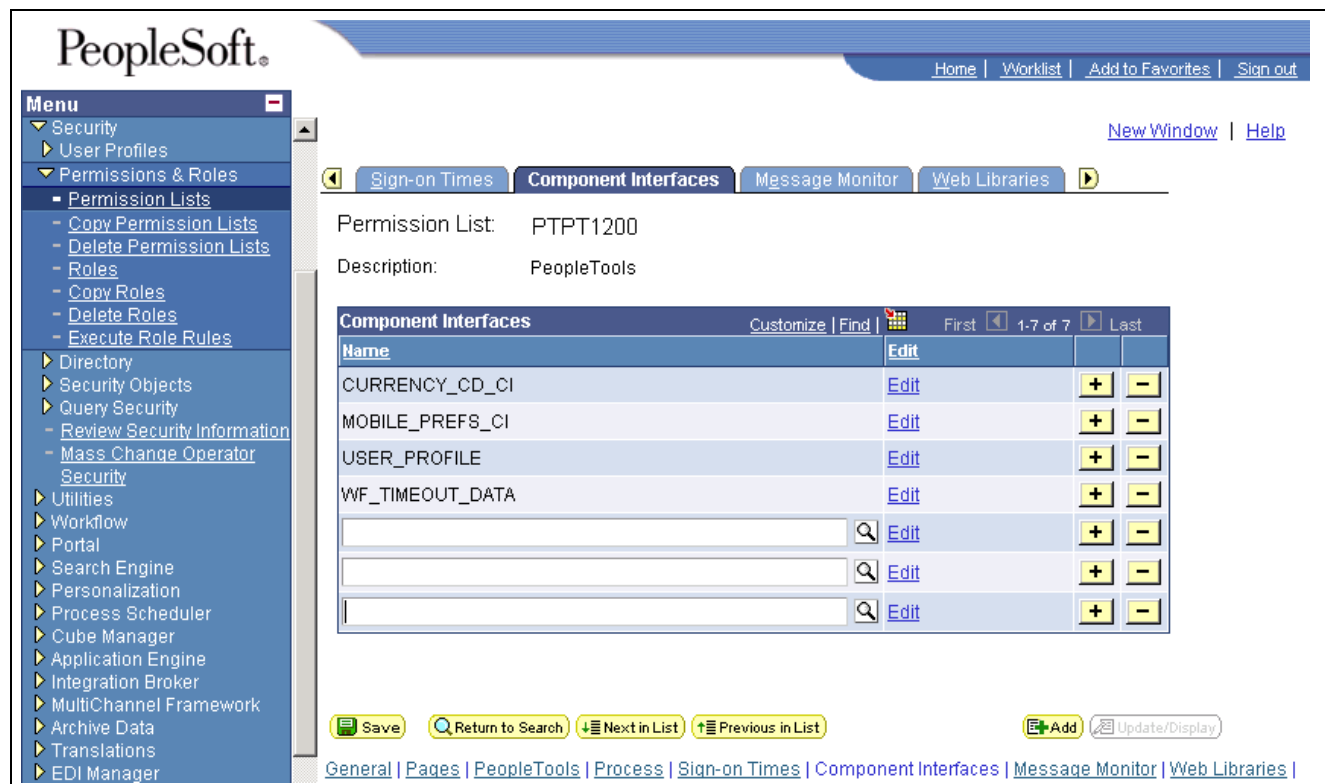 PeopleSoft®
Home | Worklist | Add to Favorites | Sign out
Menu
Security
User Profiles
Permissions & Roles
- Permission Lists
- Copy Permission Lists
- Delete Permission Lists
- Roles
- Copy Roles
- Delete Roles
- Execute Role Rules
Directory
Security Objects
Query Security
- Review Security Information
- Mass Change Operator
Security
Utilities
Workflow
Portal
Search Engine
Personalization
Process Scheduler
Cube Manager
Application Engine
Integration Broker
MultiChannel Framework
Archive Data
Translations
EDI Manager
New Window | Help
Sign-on Times Component Interfaces Message Monitor Web Libraries
Permission List: PTPT1200
Description: PeopleTools
Component Interfaces Customize | Find | First 1-7 of 7 Last
Name Edit
CURRENCY_CD_CI Edit + -
MOBILE_PREFS_CI Edit + -
USER_PROFILE Edit + -
WF_TIMEOUT_DATA Edit + -
Edit + -
Edit + -
Edit + -
Save Return to Search Next in List Previous in List Add Update/Display
General | Pages | PeopleTools | Process | Sign-on Times | Component Interfaces | Message Monitor | Web Libraries |